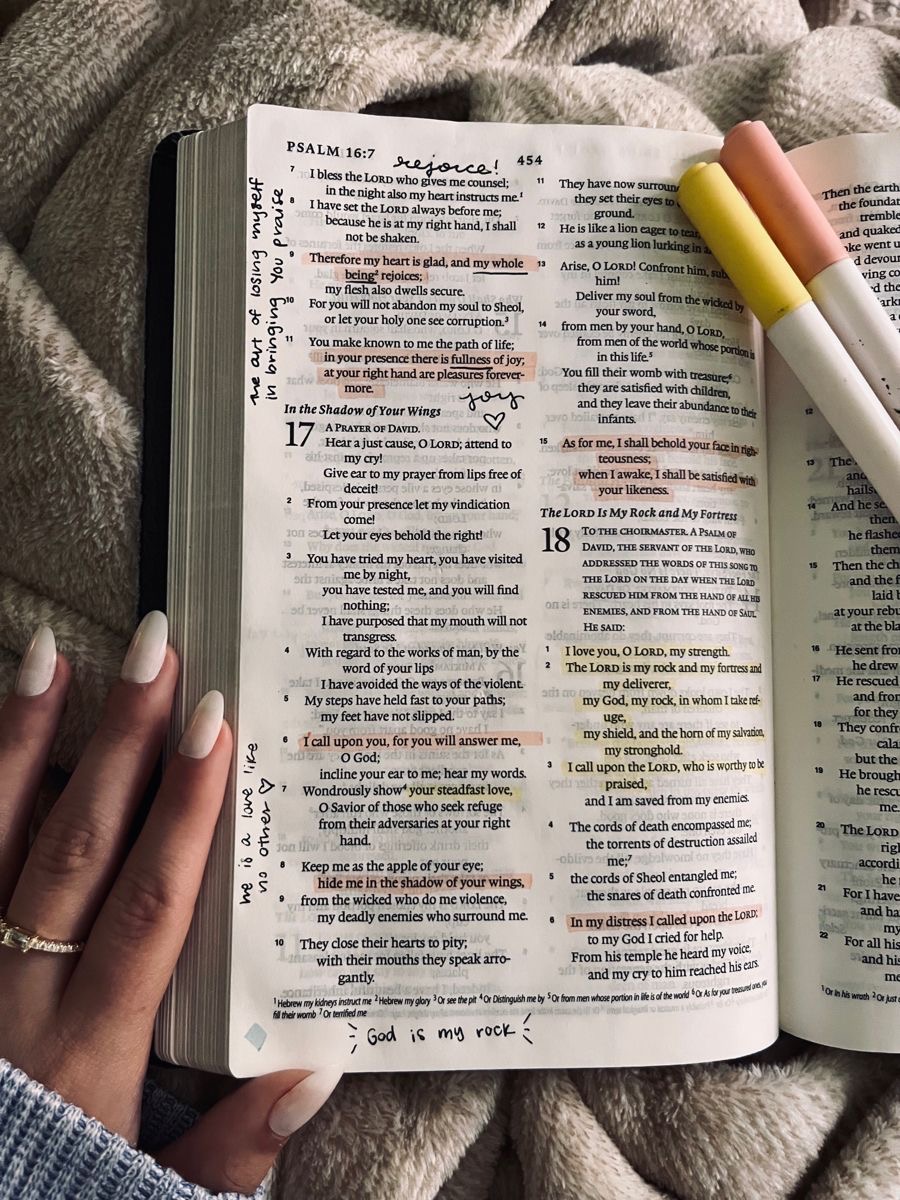 PSALM 16:7
rejoice!
454
7 I bless the LORD who gives me counsel;
in the night also my heart instructs me.1
8 I have set the LORD always before me;
because he is at my right hand, I shall
not be shaken.
9 Therefore my heart is glad, and my whole
being2 rejoices;
my flesh also dwells secure.
10 For you will not abandon my soul to Sheol,
or let your holy one see corruption.3
11 You make known to me the path of life;
in your presence there is fullness of joy;
at your right hand are pleasures forever-
more.
joy
In the Shadow of Your Wings
17 A PRAYER OF DAVID.
Hear a just cause, O LORD; attend to
my cry!
Give ear to my prayer from lips free of
deceit!
2 From your presence let my vindication
come!
Let your eyes behold the right!
3 You have tried my heart, you have visited
me by night,
you have tested me, and you will find
nothing;
I have purposed that my mouth will not
transgress.
4 With regard to the works of man, by the
word of your lips
I have avoided the ways of the violent.
5 My steps have held fast to your paths;
my feet have not slipped.
6 I call upon you, for you will answer me,
O God;
incline your ear to me; hear my words.
7 Wondrously show4 your steadfast love,
O Savior of those who seek refuge
from their adversaries at your right
hand.
8 Keep me as the apple of your eye;
hide me in the shadow of your wings,
9 from the wicked who do me violence,
my deadly enemies who surround me.
10 They close their hearts to pity;
with their mouths they speak arro-
gantly.
the art of losing myself
in bringing you praise
he is a love like
no other
11 They have now
they set their eyes to
ground.
12 He is like a lion eager to
as a young lion lurking in
13 Arise, O LORD! Confront him,
him!
Deliver my soul from the wicked by
your sword,
14 from men by your hand, O LORD,
from men of the world whose portion is
in this life.5
You fill their womb with treasure;6
they are satisfied with children,
and they leave their abundance to their
infants.
15 As for me, I shall behold your face in righ-
teousness;
when I awake, I shall be satisfied with
your likeness.
The LORD Is My Rock and My Fortress
18 TO THE CHOIRMASTER. A PSALM OF
DAVID, THE SERVANT OF THE LORD, WHO
ADDRESSED THE WORDS OF THIS SONG TO
THE LORD ON THE DAY WHEN THE LORD
RESCUED HIM FROM THE HAND OF ALL HIS
ENEMIES, AND FROM THE HAND OF SAUL.
HE SAID:
1 I love you, O LORD, my strength.
2 The LORD is my rock and my fortress and
my deliverer,
my God, my rock, in whom I take ref-
uge,
my shield, and the horn of my salvation,
my stronghold.
3 I call upon the LORD, who is worthy to be
praised,
and I am saved from my enemies.
4 The cords of death encompassed me;
the torrents of destruction assailed
me;7
5 the cords of Sheol entangled me;
the snares of death confronted me.
6 In my distress I called upon the LORD;
to my God I cried for help.
From his temple he heard my voice,
and my cry to him reached his ears.
1 Hebrew my kidneys instruct me 2 Hebrew my glory 3 Or see the pit 4 Or Distinguish me by 5 Or from men whose portion in life is of the world 6 Or As for your treasured ones, you
fill their womb 7 Or terrified me
God is my rock
Then the earth
the
and quaked
went u
12
13 The
and
14 And he
then
he
them
15 Then the
and the
laid
at your
at the
16 He sent
he drew
17 He rescued
and
for they
18 They
but the
19 He
he
me.
20 The LORD
he
21 For I have
and
my
22 For all his
and his
me
1 Or in his wrath 2 Or just